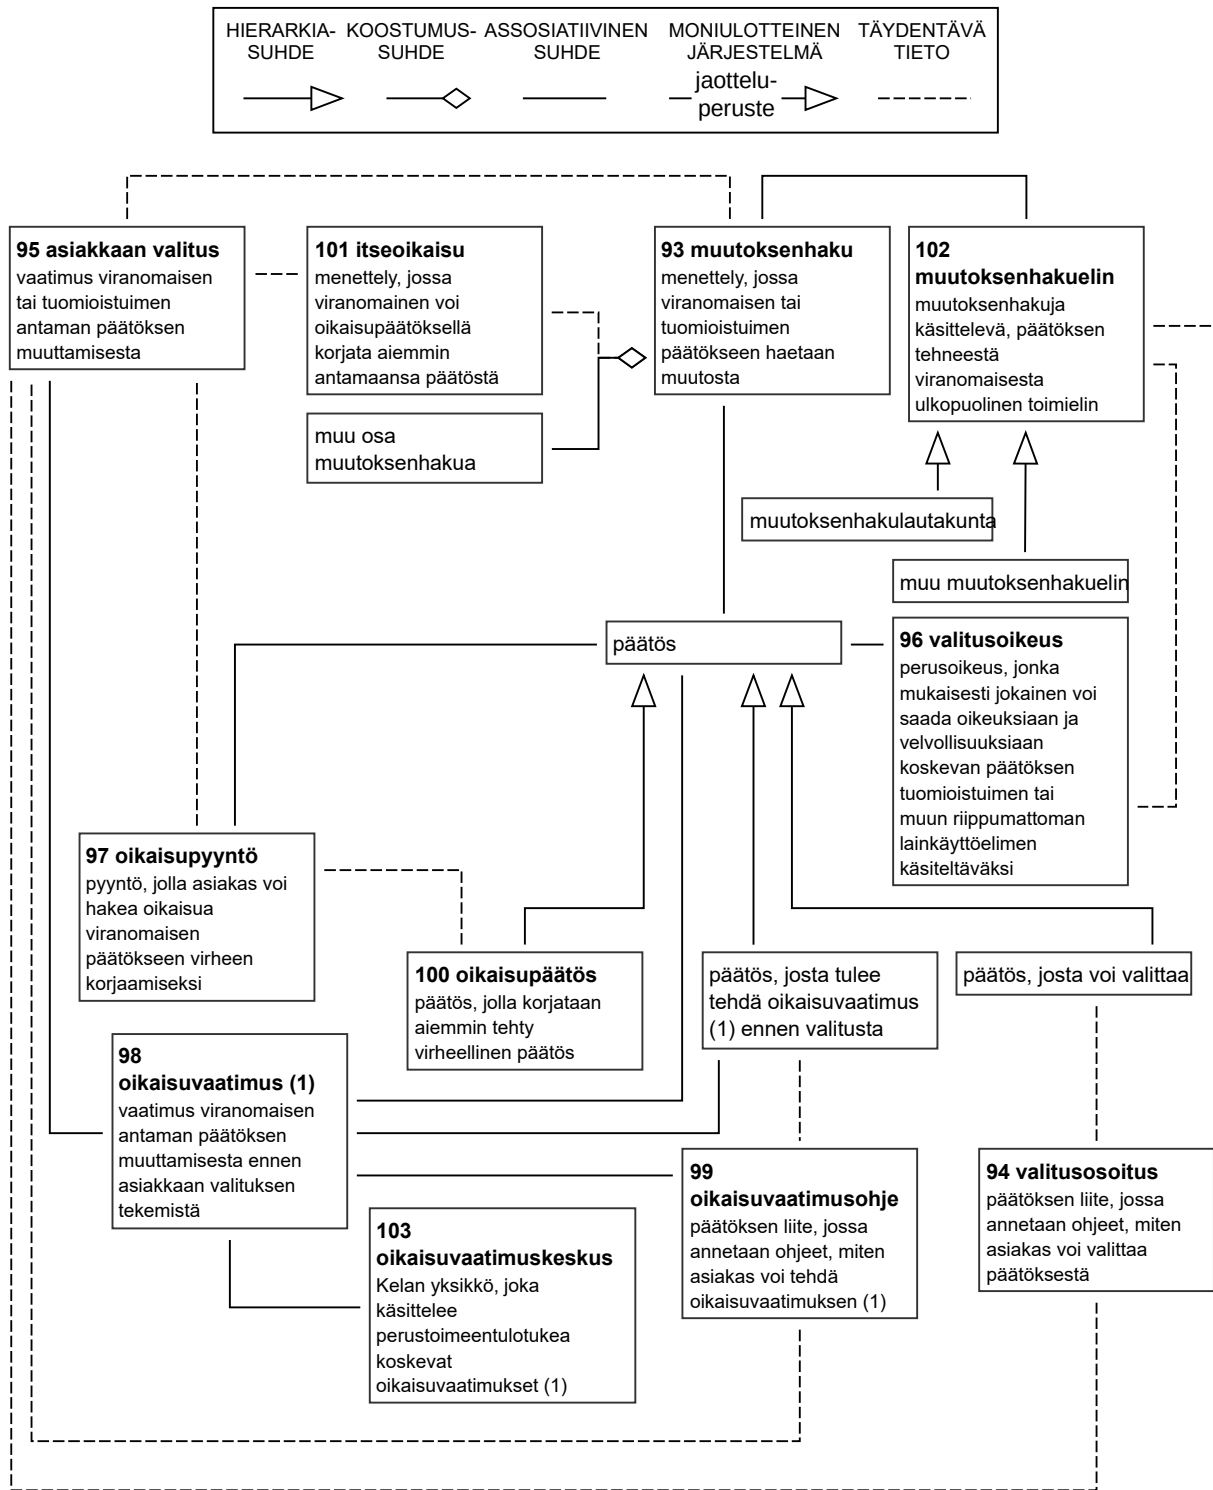 HIERARKIA-
SUHDE
KOOSTUMUS-
SUHDE
ASSOSIATIIVINEN
SUHDE
MONIULOTTEINEN
JÄRJESTELMÄ
TÄYDENTÄVÄ
TIETO
jaottelu-
peruste
95 asiakkaan valitus
vaatimus viranomaisen
tai tuomioistuimen
antaman päätöksen
muuttamisesta
101 itseoikaisu
menettely, jossa
viranomainen voi
oikaisupäätöksellä
korjata aiemmin
antamaansa päätöstä
93 muutoksenhaku
menettely, jossa
viranomaisen tai
tuomioistuimen
päätökseen haetaan
muutosta
102
muutoksenhakuelin
muutoksenhakuja
käsittelevä, päätöksen
tehneestä
viranomaisesta
ulkopuolinen toimielin
muu osa
muutoksenhakua
muutoksenhakulautakunta
muu muutoksenhakuelin
päätös
96 valitusoikeus
perusoikeus, jonka
mukaisesti jokainen voi
saada oikeuksiaan ja
velvollisuuksiaan
koskevan päätöksen
tuomioistuimen tai
muun riippumattoman
lainkäyttöelimen
käsiteltäväksi
97 oikaisupyyntö
pyyntö, jolla asiakas voi
hakea oikaisua
viranomaisen
päätökseen virheen
korjaamiseksi
100 oikaisupäätös
päätös, jolla korjataan
aiemmin tehty
virheellinen päätös
päätös, josta tulee
tehdä oikaisuvaatimus
(1) ennen valitusta
päätös, josta voi valittaa
98
oikaisuvaatimus (1)
vaatimus viranomaisen
antaman päätöksen
muuttamisesta ennen
asiakkaan valituksen
tekemistä
99
oikaisuvaatimusohje
päätöksen liite, jossa
annetaan ohjeet, miten
asiakas voi tehdä
oikaisuvaatimuksen (1)
94 valitusosoitus
päätöksen liite, jossa
annetaan ohjeet, miten
asiakas voi valittaa
päätöksestä
103
oikaisuvaatimuskeskus
Kelan yksikkö, joka
käsittelee
perustoimeentulotukea
koskevat
oikaisuvaatimukset (1)